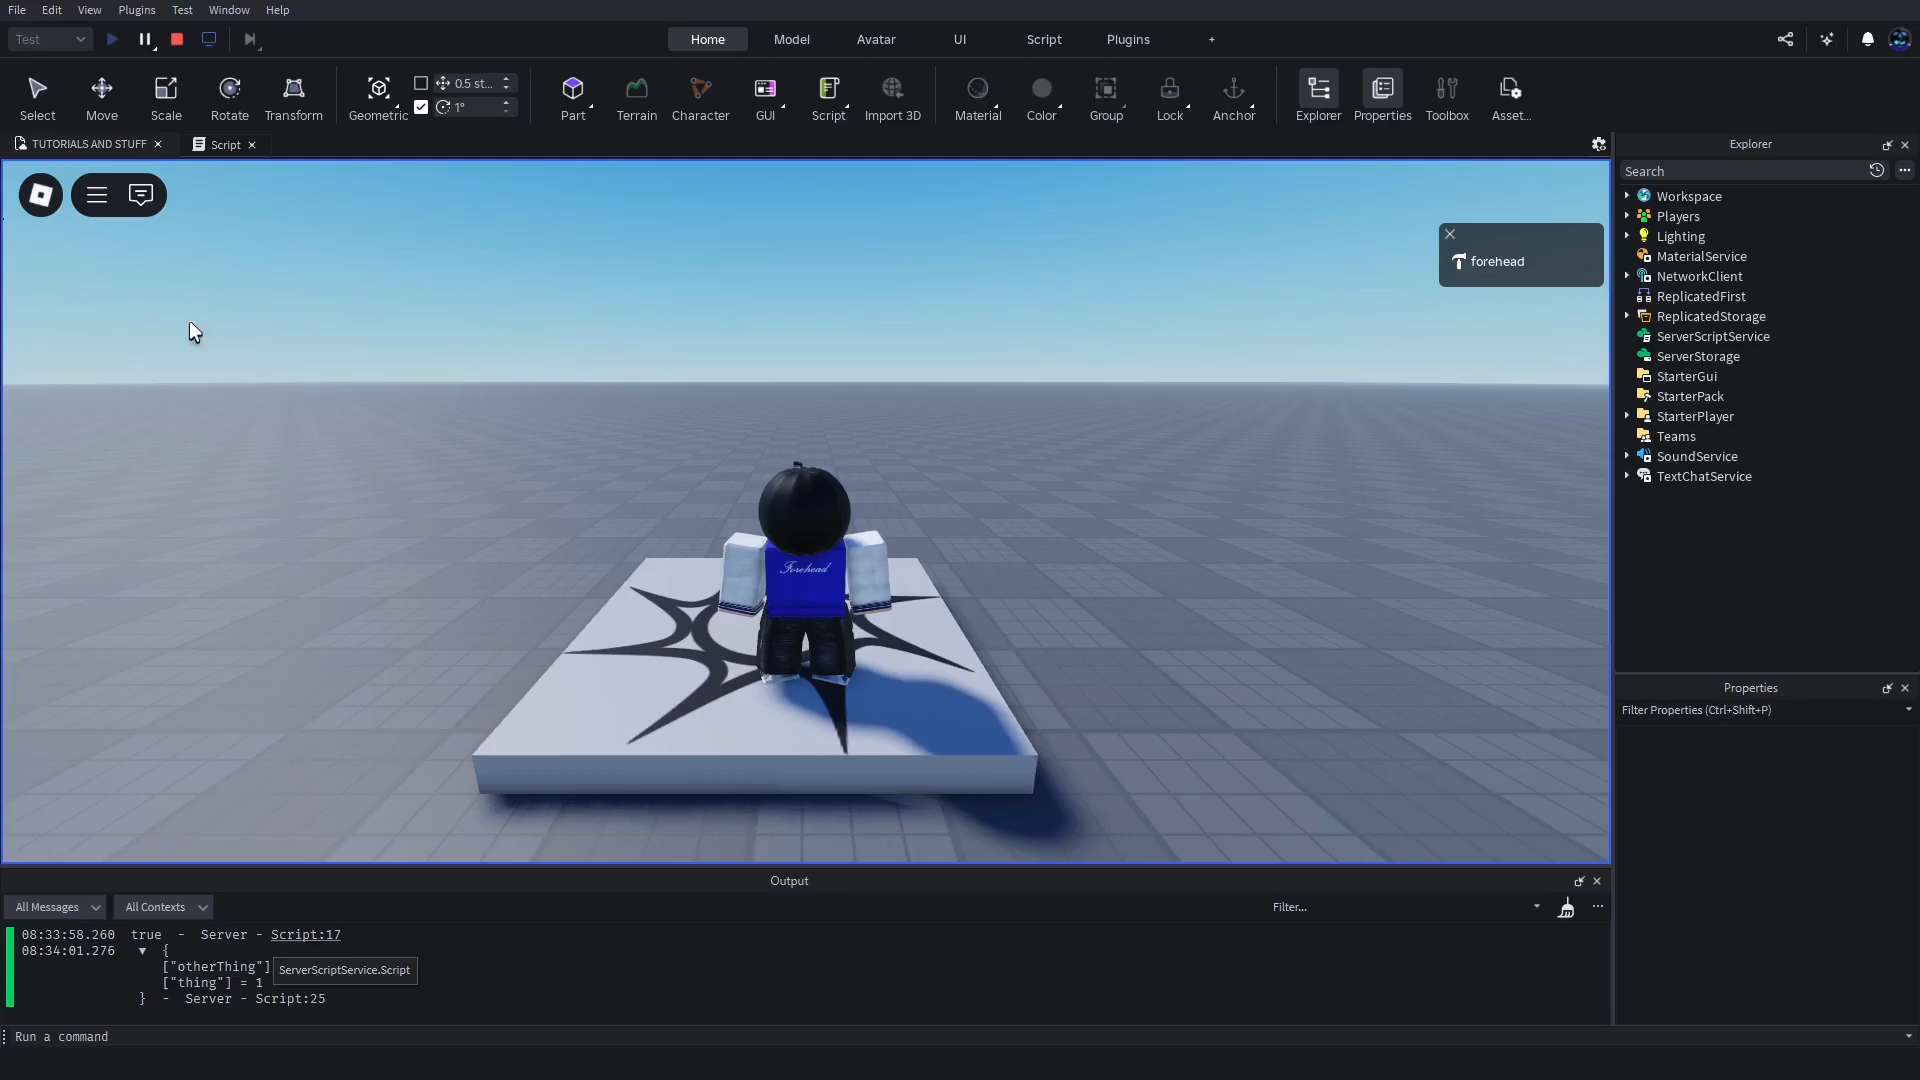 File Edit View Plugins Test Window Help
Test Home Model Avatar UI Script Plugins +
Select Move Scale Rotate Transform Geometric 0.5 st... 1° Part Terrain Character GUI Script Import 3D Material Color Group Lock Anchor Explorer Properties Toolbox Asset...
TUTORIALS AND STUFF Script
Explorer
Search
Workspace
Players
Lighting
MaterialService
NetworkClient
ReplicatedFirst
ReplicatedStorage
ServerScriptService
ServerStorage
StarterGui
StarterPack
StarterPlayer
Teams
SoundService
TextChatService
forehead
Forehead
Properties
Filter Properties (Ctrl+Shift+P)
Output
All Messages All Contexts Filter...
08:33:58.260 true - Server - Script:17
08:34:01.276 ▼ {
["otherThing"]
["thing"] = 1
} - Server - Script:25
ServerScriptService.Script
Run a command